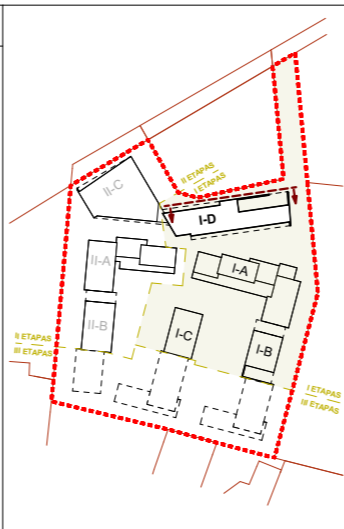 II ETAPAS
I ETAPAS
II-C
I-D
II-A
I-A
II-B
I-C
I-B
II ETAPAS
III ETAPAS
I ETAPAS
III ETAPAS